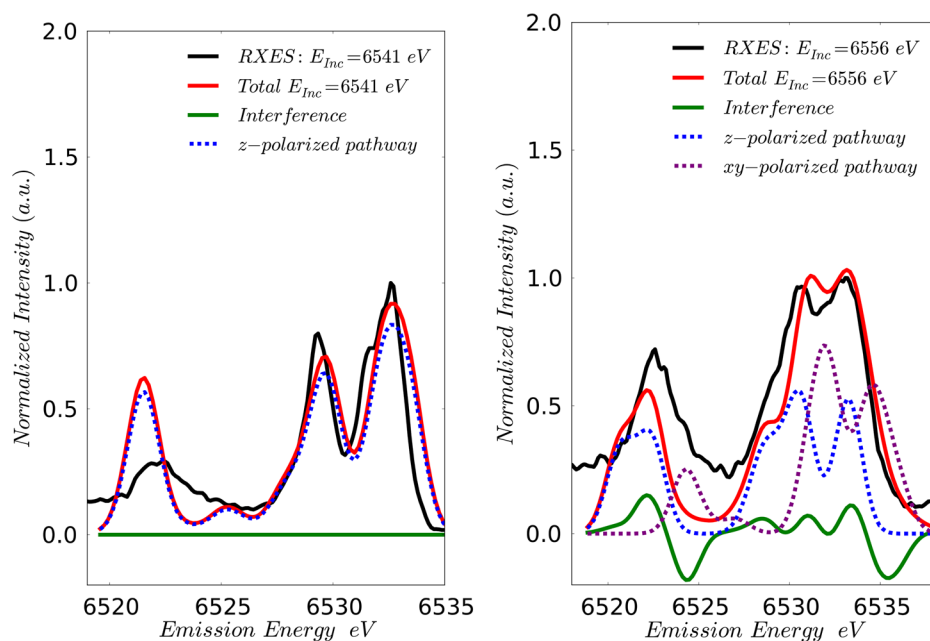 2.0
RXES: E_Inc=6541 eV
Total E_Inc=6541 eV
Interference
z-polarized pathway
1.5
1.0
0.5
0.0
Normalized Intensity (a.u.)
6520 6525 6530 6535
Emission Energy eV
2.0
RXES: E_Inc=6556 eV
Total E_Inc=6556 eV
Interference
z-polarized pathway
xy-polarized pathway
1.5
1.0
0.5
0.0
Normalized Intensity (a.u.)
6520 6525 6530 6535
Emission Energy eV